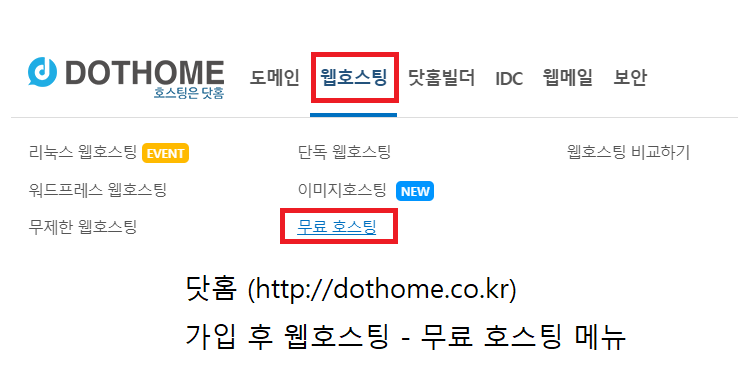 DOTHOME
호스팅은 닷홈
도메인 웹호스팅 닷홈빌더 IDC 웹메일 보안
리눅스 웹호스팅 EVENT 단독 웹호스팅 웹호스팅 비교하기
워드프레스 웹호스팅 이미지호스팅 NEW
무제한 웹호스팅 무료 호스팅
닷홈 (http://dothome.co.kr)
가입 후 웹호스팅 - 무료 호스팅 메뉴